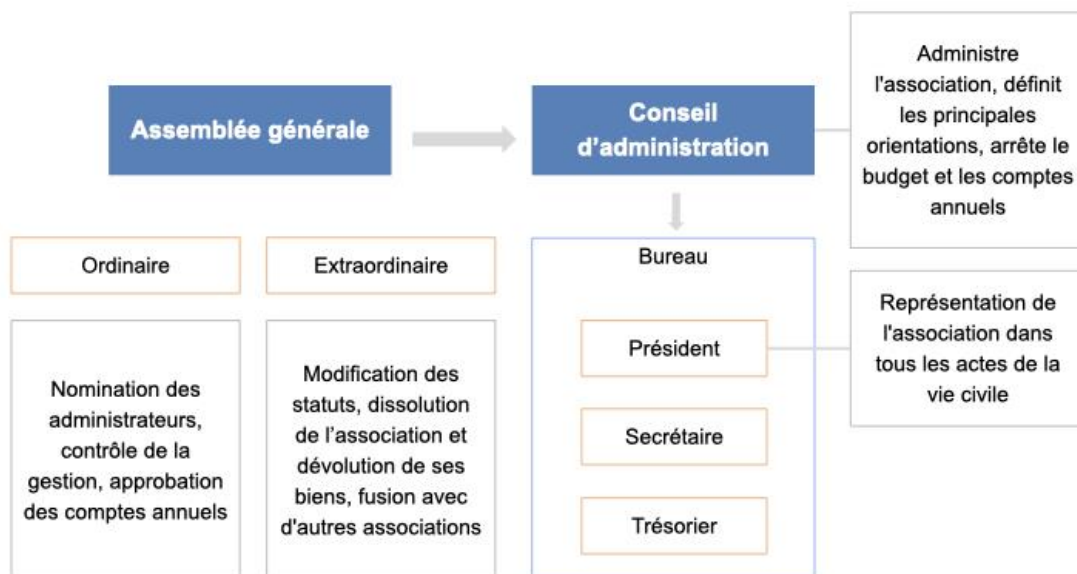 Assemblée générale
Conseil
d’administration
Administre
l'association, définit
les principales
orientations, arrête le
budget et les comptes
annuels
Ordinaire
Extraordinaire
Bureau
Nomination des
administrateurs,
contrôle de la
gestion, approbation
des comptes annuels
Modification des
statuts, dissolution
de l’association et
dévolution de ses
biens, fusion avec
d'autres associations
Président
Secrétaire
Trésorier
Représentation de
l'association dans
tous les actes de la
vie civile